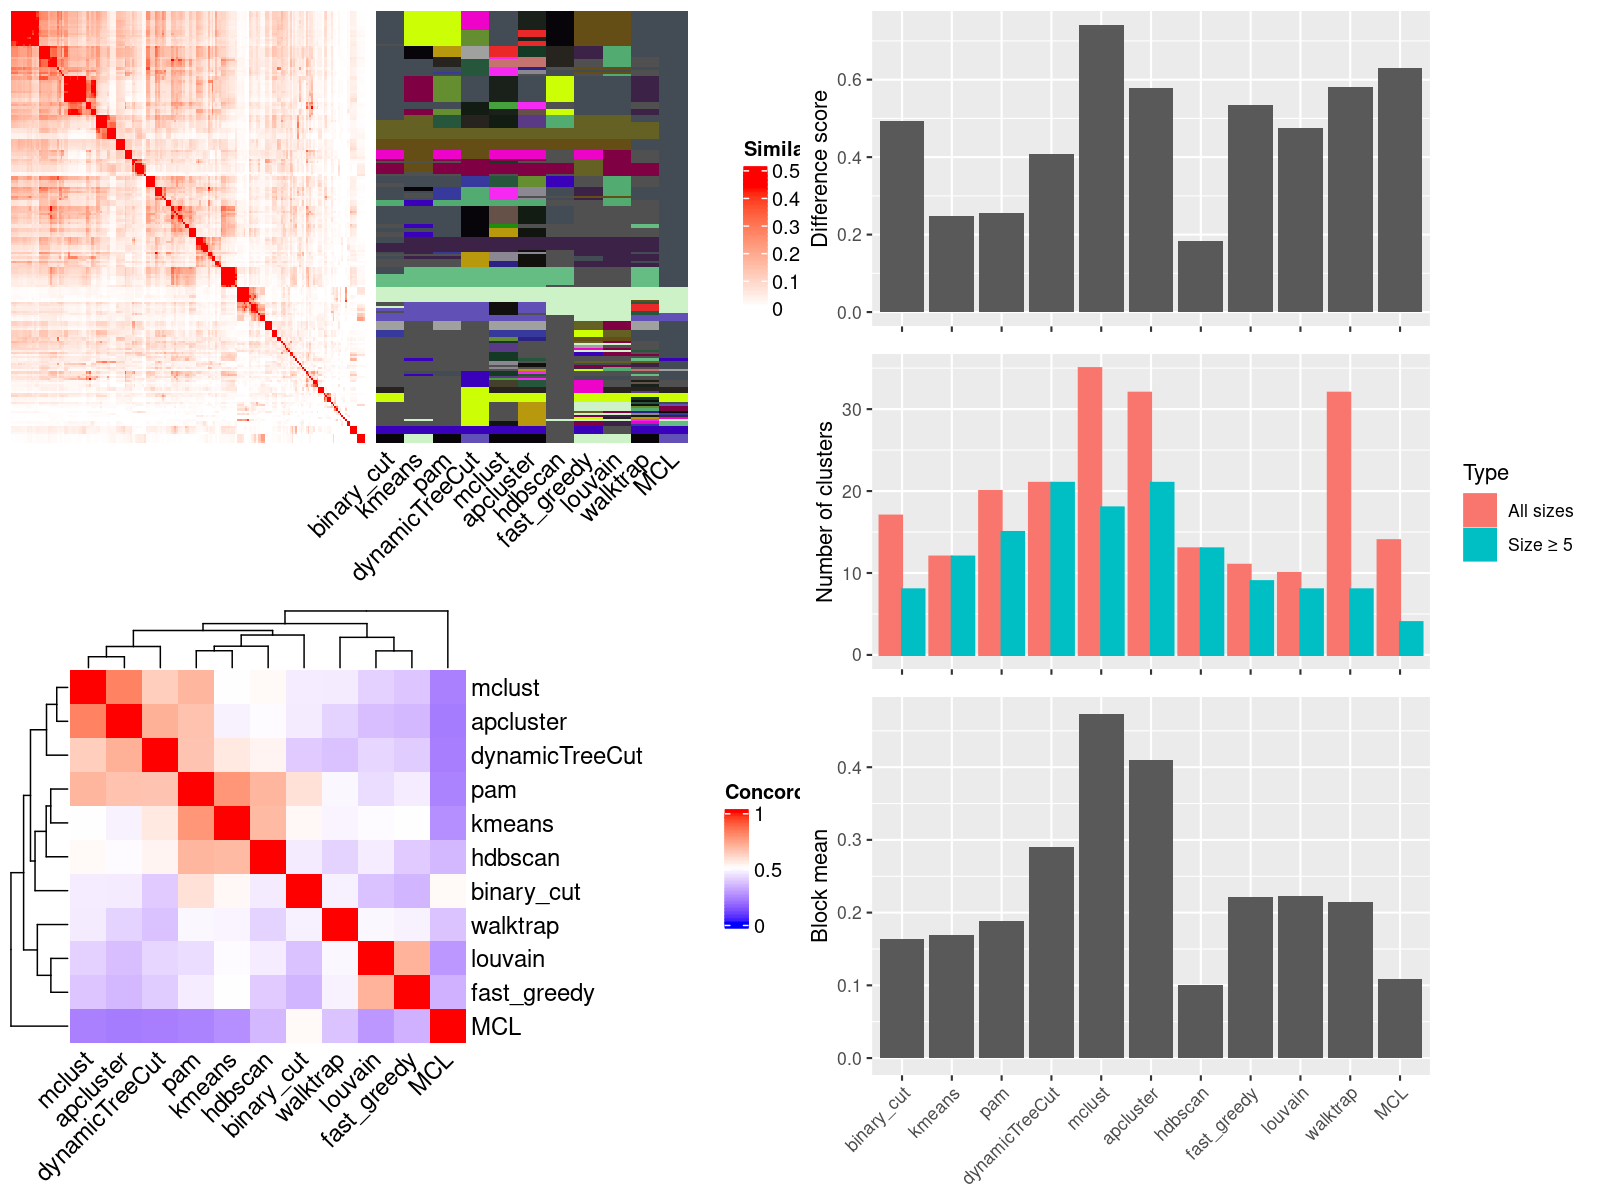 Simila
0.5
0.4
0.3
0.2
0.1
0
binary_cut
kmeans
pam
dynamicTreeCut
mclust
apcluster
hdbscan
fast_greedy
louvain
walktrap
MCL
mclust
apcluster
dynamicTreeCut
pam
kmeans
hdbscan
binary_cut
walktrap
louvain
fast_greedy
MCL
mclust
apcluster
dynamicTreeCut
pam
kmeans
hdbscan
binary_cut
walktrap
louvain
fast_greedy
MCL
Concord
1
0.5
0
Difference score
0.6
0.4
0.2
0.0
Number of clusters
30
20
10
0
Type
All sizes
Size ≥ 5
Block mean
0.4
0.3
0.2
0.1
0.0
binary_cut
kmeans
pam
dynamicTreeCut
mclust
apcluster
hdbscan
fast_greedy
louvain
walktrap
MCL